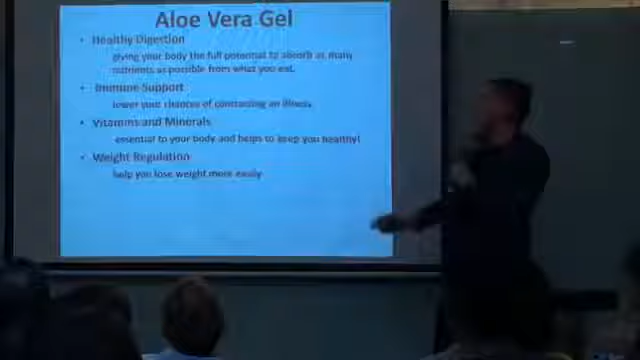 Aloe Vera Gel
• Healthy Digestion
giving your body the full potential to absorb as many
nutrients as possible from what you eat.
• Immune Support
lower your chances of contracting an illness
• Vitamins and Minerals
essential to your body and helps to keep you healthy!
• Weight Regulation
help you lose weight more easily